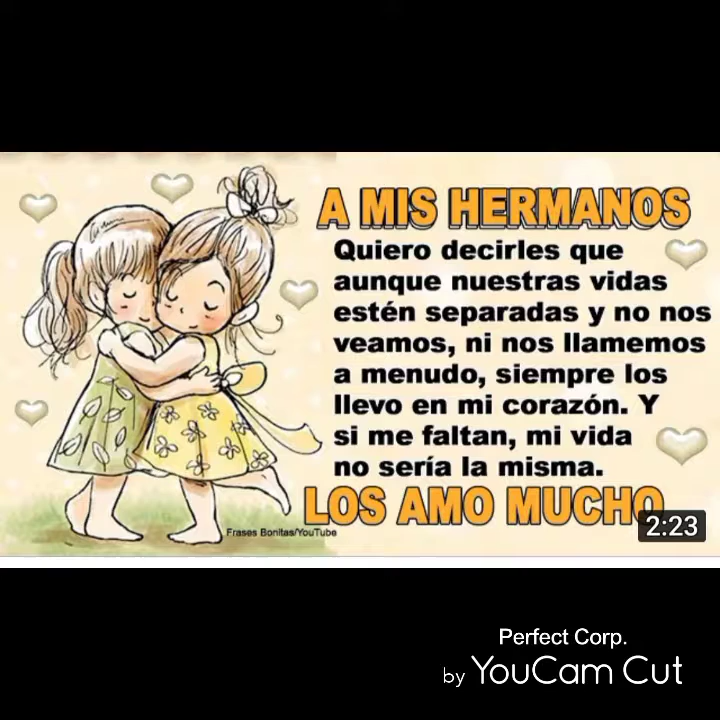 A MIS HERMANOS
Quiero decirles que
aunque nuestras vidas
estén separadas y no nos
veamos, ni nos llamemos
a menudo, siempre los
llevo en mi corazón. Y
si me faltan, mi vida
no sería la misma.
LOS AMO MUCHO
2:23
Frases Bonitas/YouTube
Perfect Corp.
by YouCam Cut